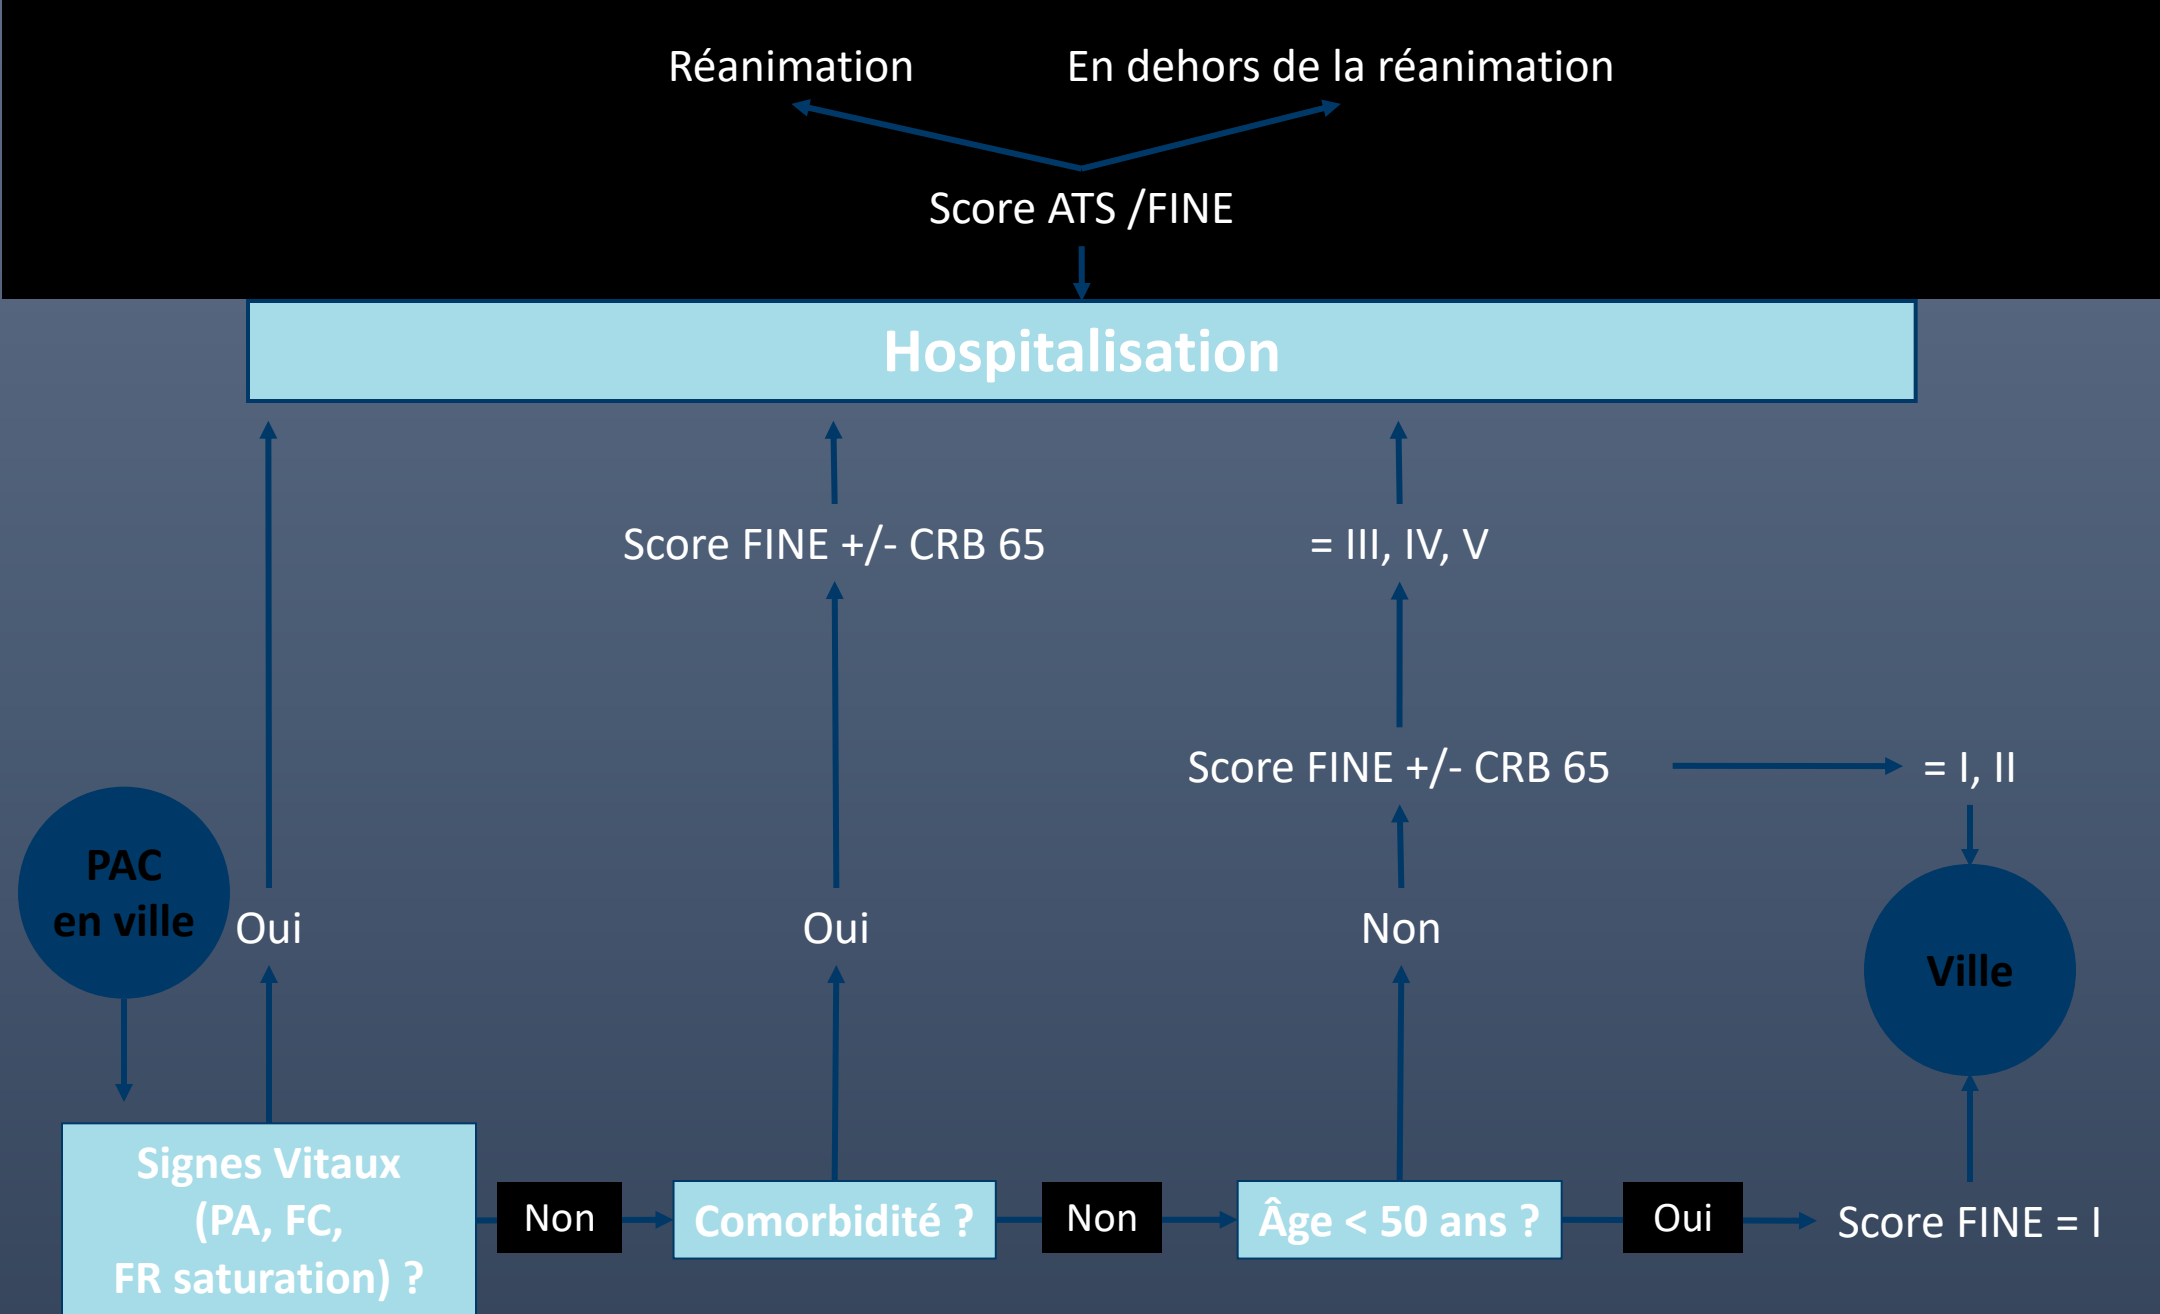 Réanimation
En dehors de la réanimation
Score ATS /FINE
Hospitalisation
Score FINE +/- CRB 65
= III, IV, V
Score FINE +/- CRB 65
= I, II
PAC
en ville
Oui
Oui
Non
Ville
Signes Vitaux
(PA, FC,
FR saturation) ?
Non
Comorbidité ?
Non
Âge < 50 ans ?
Oui
Score FINE = I